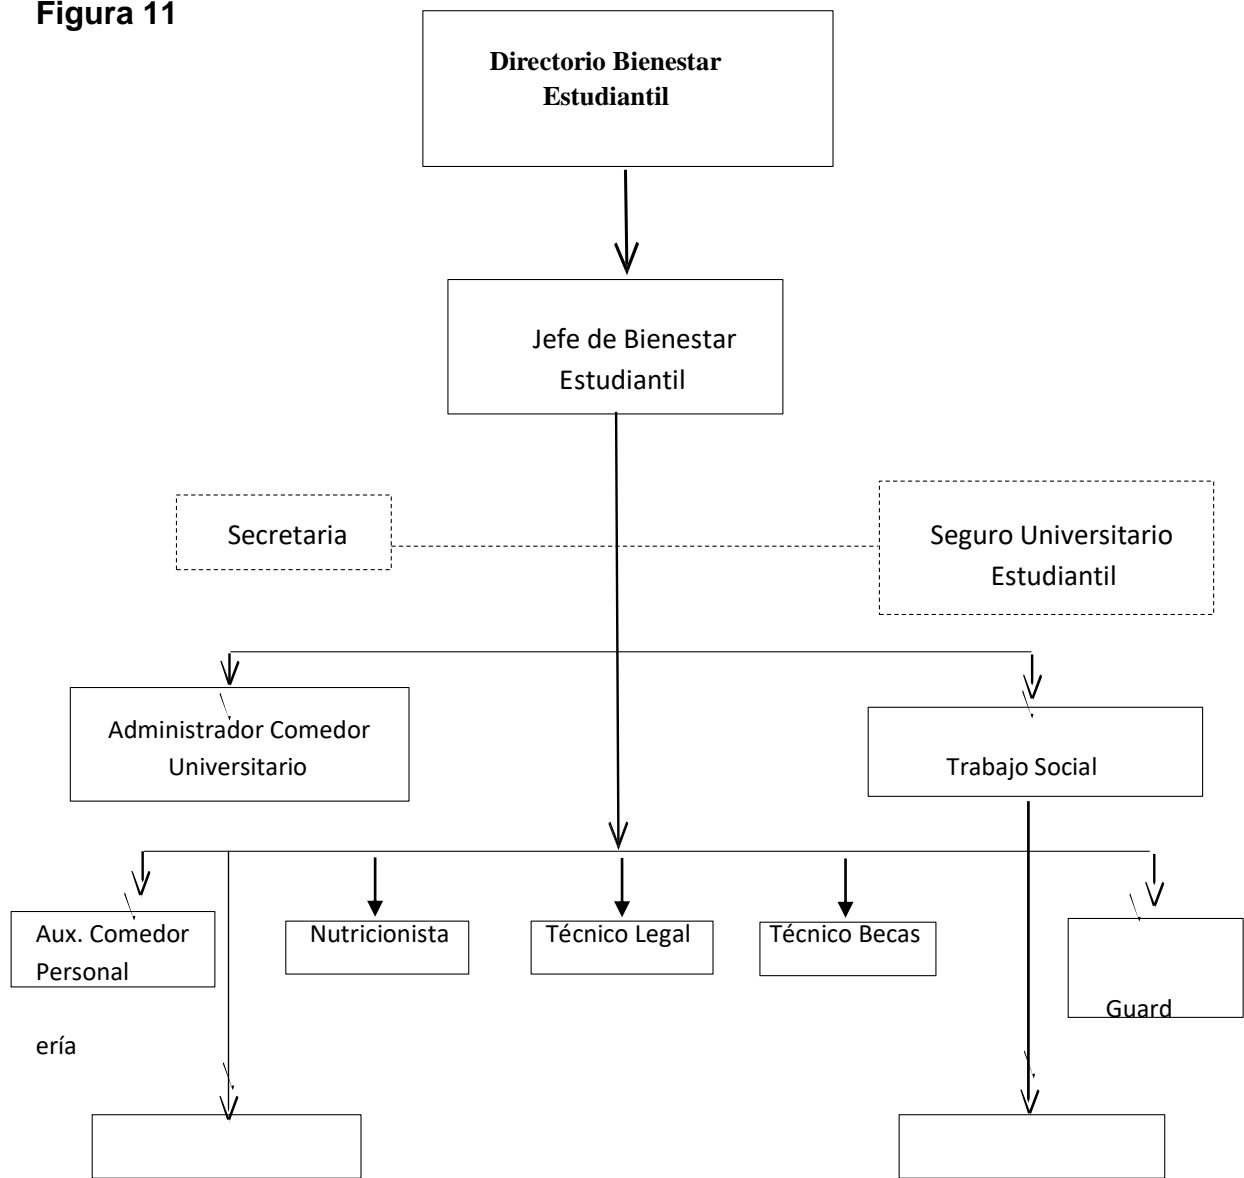 Figura 11
Directorio Bienestar
Estudiantil
Jefe de Bienestar
Estudiantil
Secretaria
Seguro Universitario
Estudiantil
Administrador Comedor
Universitario
Trabajo Social
Aux. Comedor
Personal
Nutricionista
Técnico Legal
Técnico Becas
Guard
ería